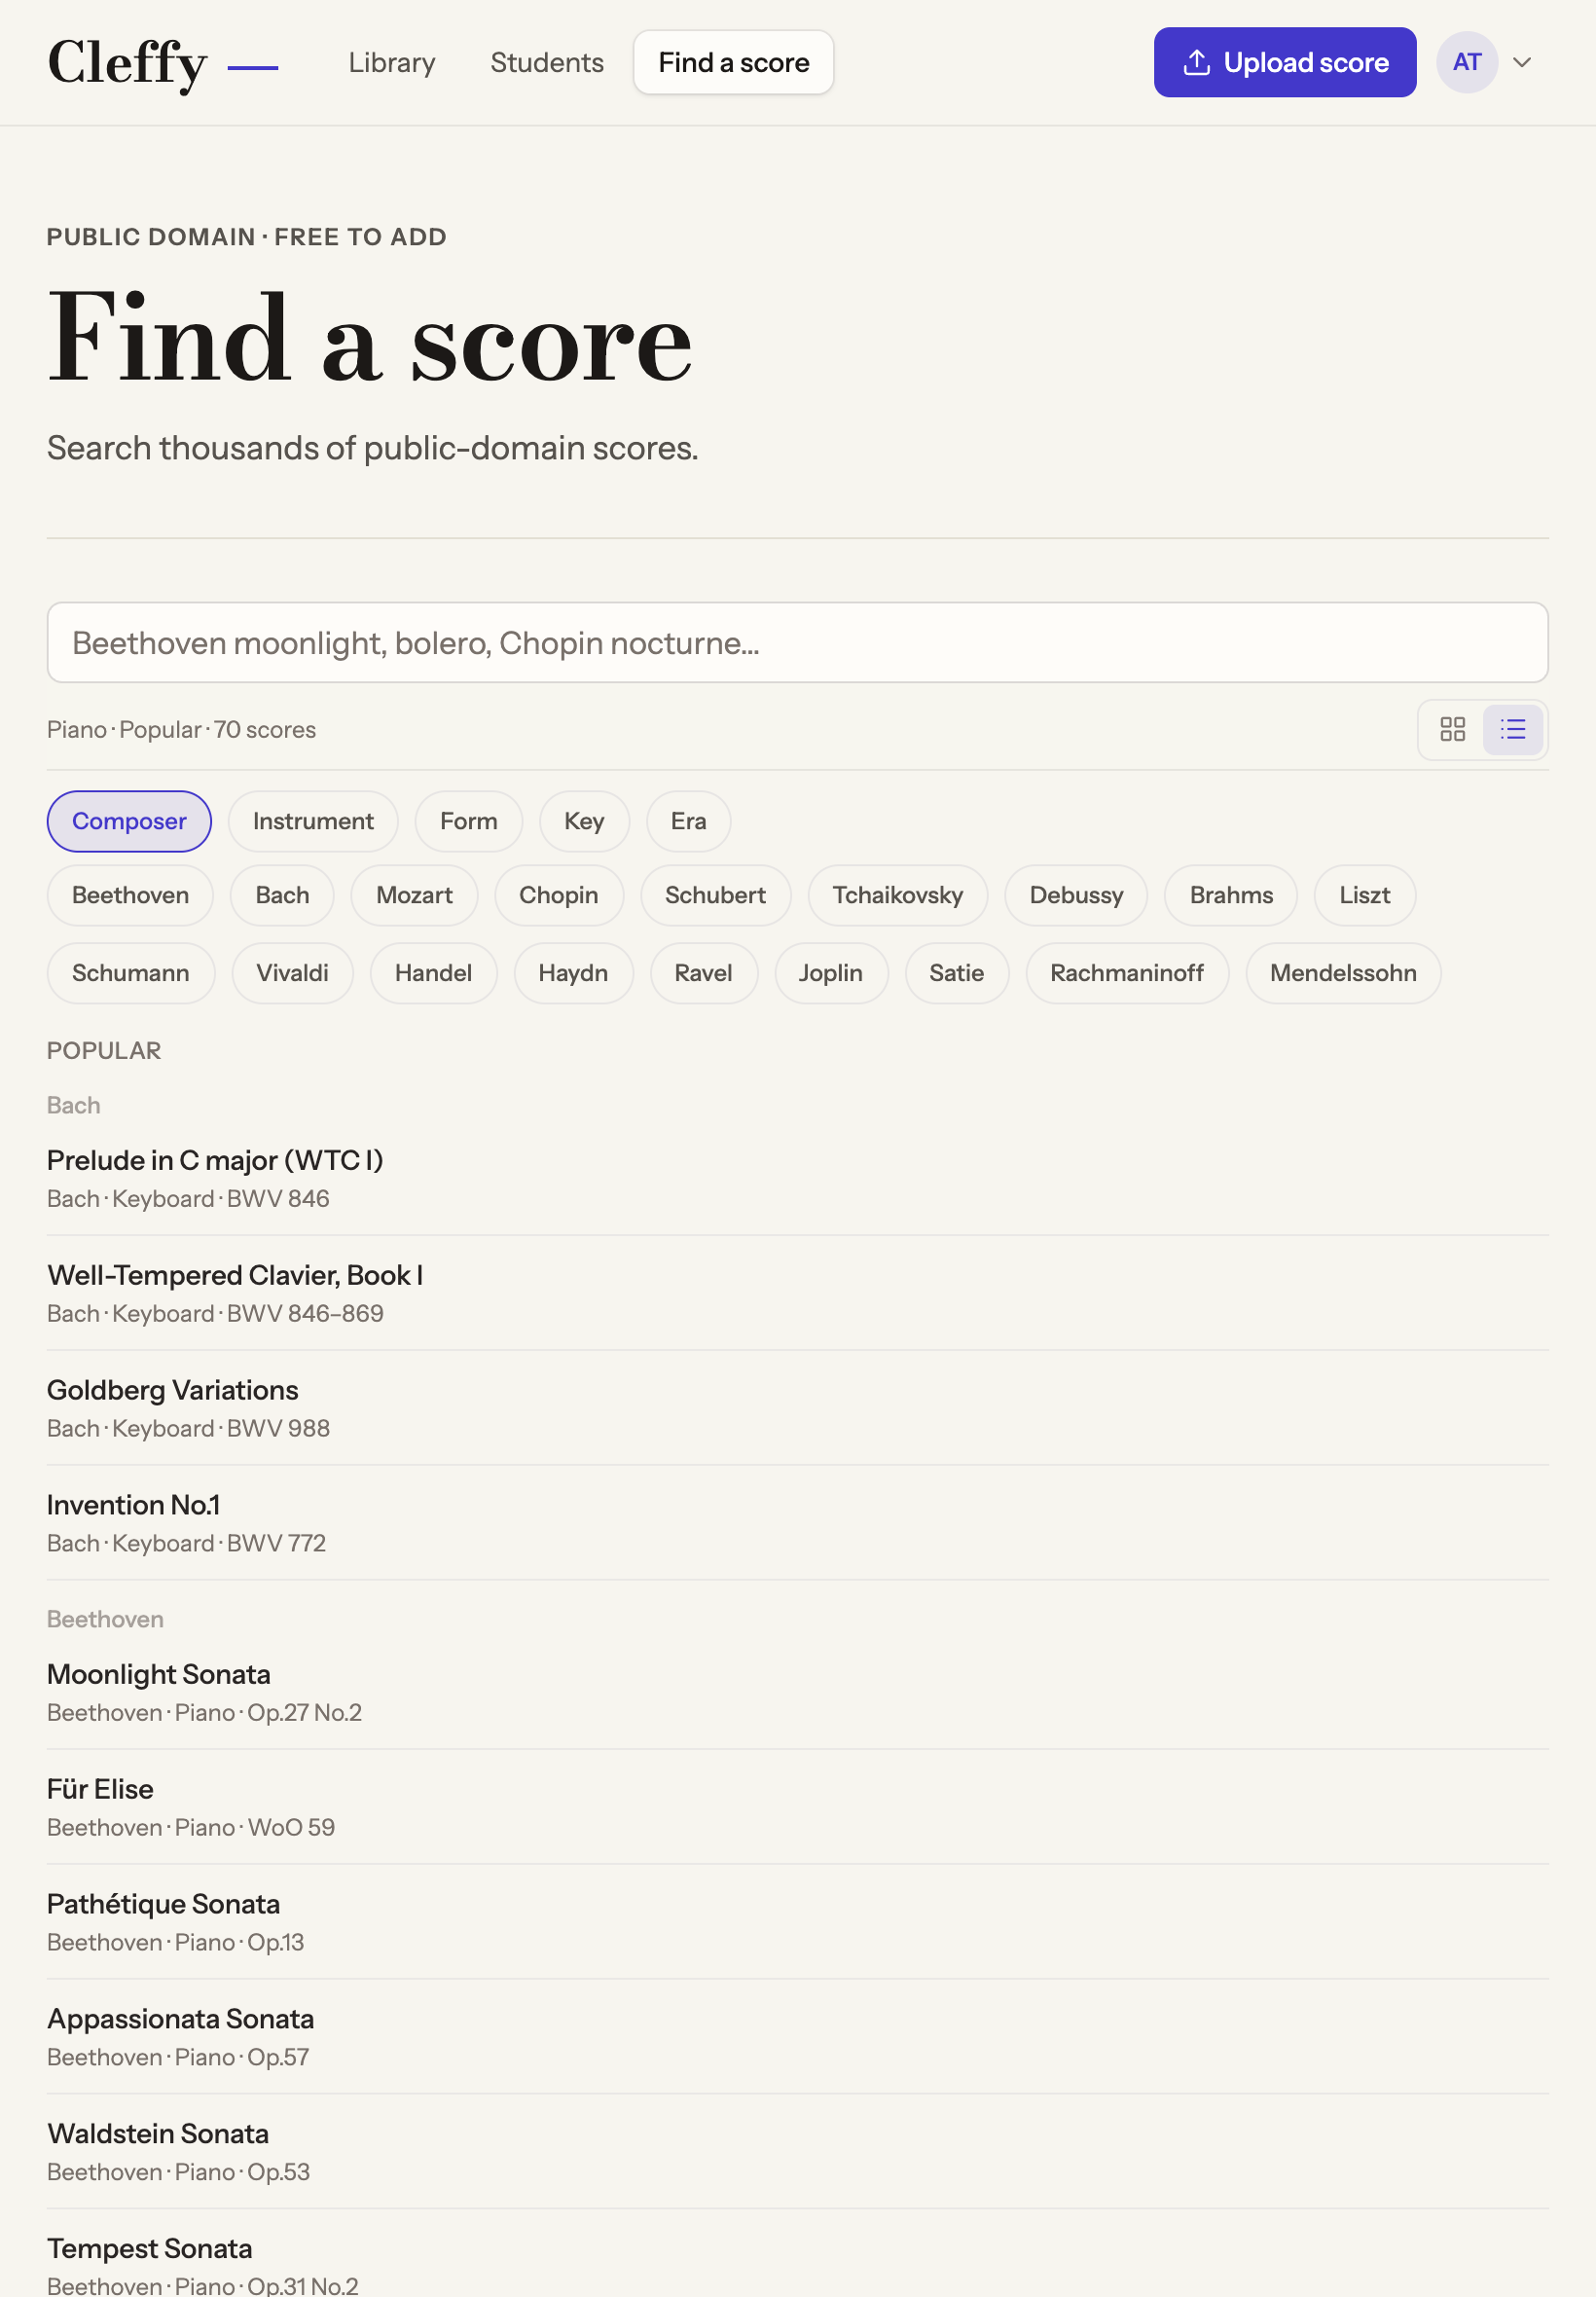 Cleffy
Library Students Find a score Upload score AT
PUBLIC DOMAIN · FREE TO ADD
Find a score
Search thousands of public-domain scores.
Beethoven moonlight, bolero, Chopin nocturne...
Piano · Popular · 70 scores
Composer Instrument Form Key Era
Beethoven Bach Mozart Chopin Schubert Tchaikovsky Debussy Brahms Liszt
Schumann Vivaldi Handel Haydn Ravel Joplin Satie Rachmaninoff Mendelssohn
POPULAR
Bach
Prelude in C major (WTC I)
Bach · Keyboard · BWV 846
Well-Tempered Clavier, Book I
Bach · Keyboard · BWV 846–869
Goldberg Variations
Bach · Keyboard · BWV 988
Invention No.1
Bach · Keyboard · BWV 772
Beethoven
Moonlight Sonata
Beethoven · Piano · Op.27 No.2
Für Elise
Beethoven · Piano · WoO 59
Pathétique Sonata
Beethoven · Piano · Op.13
Appassionata Sonata
Beethoven · Piano · Op.57
Waldstein Sonata
Beethoven · Piano · Op.53
Tempest Sonata
Beethoven · Piano · Op.31 No.2